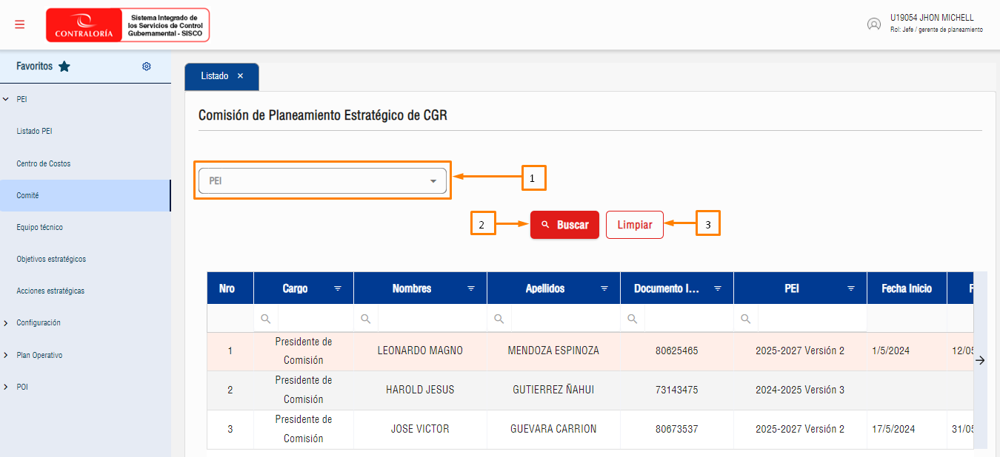 CONTRALORÍA
Sistema Integrado de
los Servicios de Control
Gubernamental - SISCO
U19054 JHON MICHELL
Rol: Jefe / gerente de planeamiento
Favoritos
PEI
Listado PEI
Centro de Costos
Comité
Equipo técnico
Objetivos estratégicos
Acciones estratégicas
Configuración
Plan Operativo
POI
Listado ×
Comisión de Planeamiento Estratégico de CGR
PEI
1
2
Buscar
Limpiar
3
Nro Cargo Nombres Apellidos Documento I... PEI Fecha Inicio F
1 Presidente de Comisión LEONARDO MAGNO MENDOZA ESPINOZA 80625465 2025-2027 Versión 2 1/5/2024 12/05
2 Presidente de Comisión HAROLD JESUS GUTIERREZ ÑAHUI 73143475 2024-2025 Versión 3
3 Presidente de Comisión JOSE VICTOR GUEVARA CARRION 80673537 2025-2027 Versión 2 17/5/2024 31/05